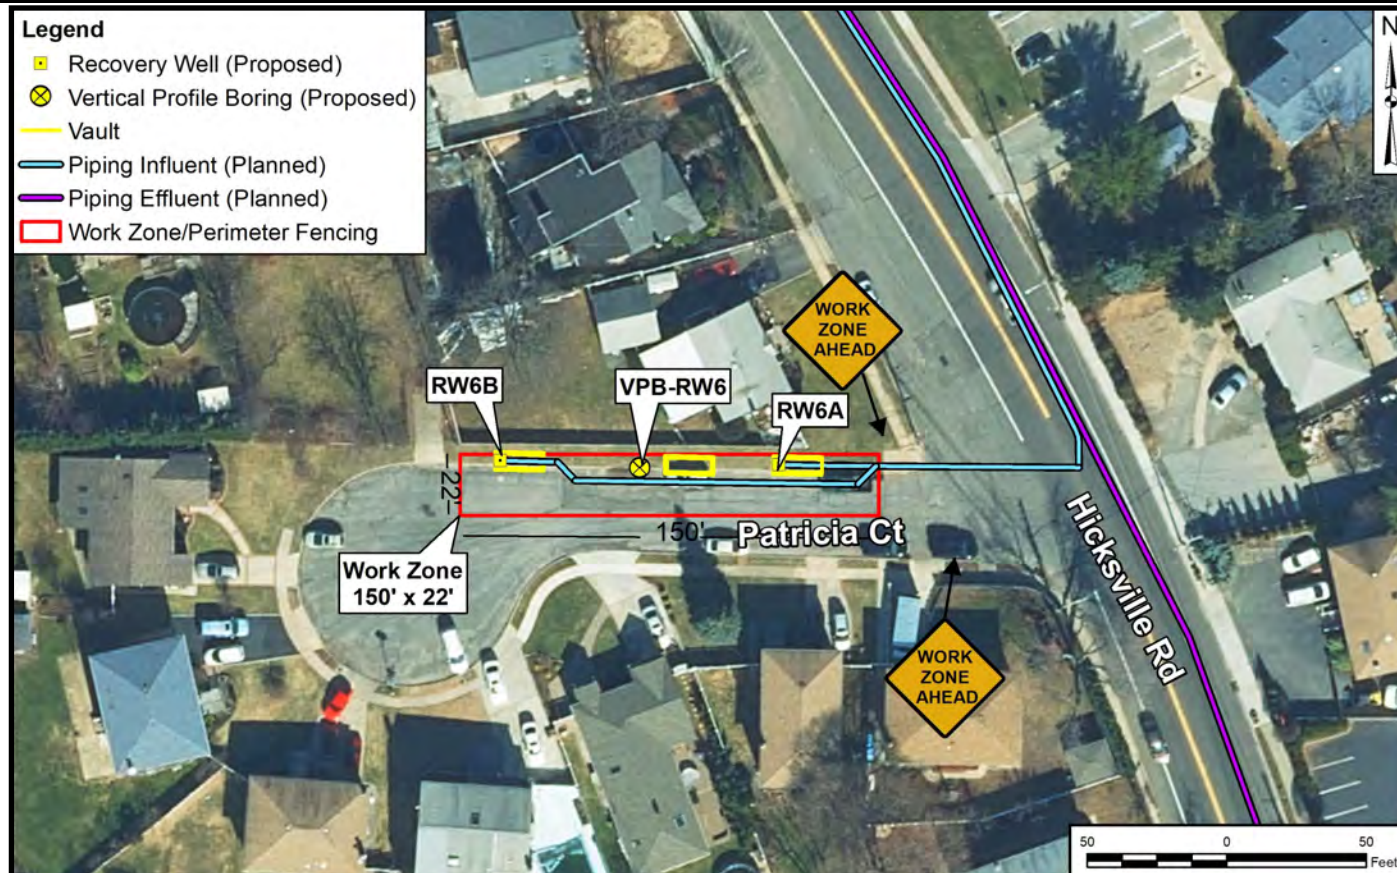 Legend
Recovery Well (Proposed)
Vertical Profile Boring (Proposed)
Vault
Piping Influent (Planned)
Piping Effluent (Planned)
Work Zone/Perimeter Fencing
N
WORK
ZONE
AHEAD
RW6B
VPB-RW6
RW6A
22'
150'
Patricia Ct
Hicksville Rd
Work Zone
150' x 22'
WORK
ZONE
AHEAD
50 0 50
Feet